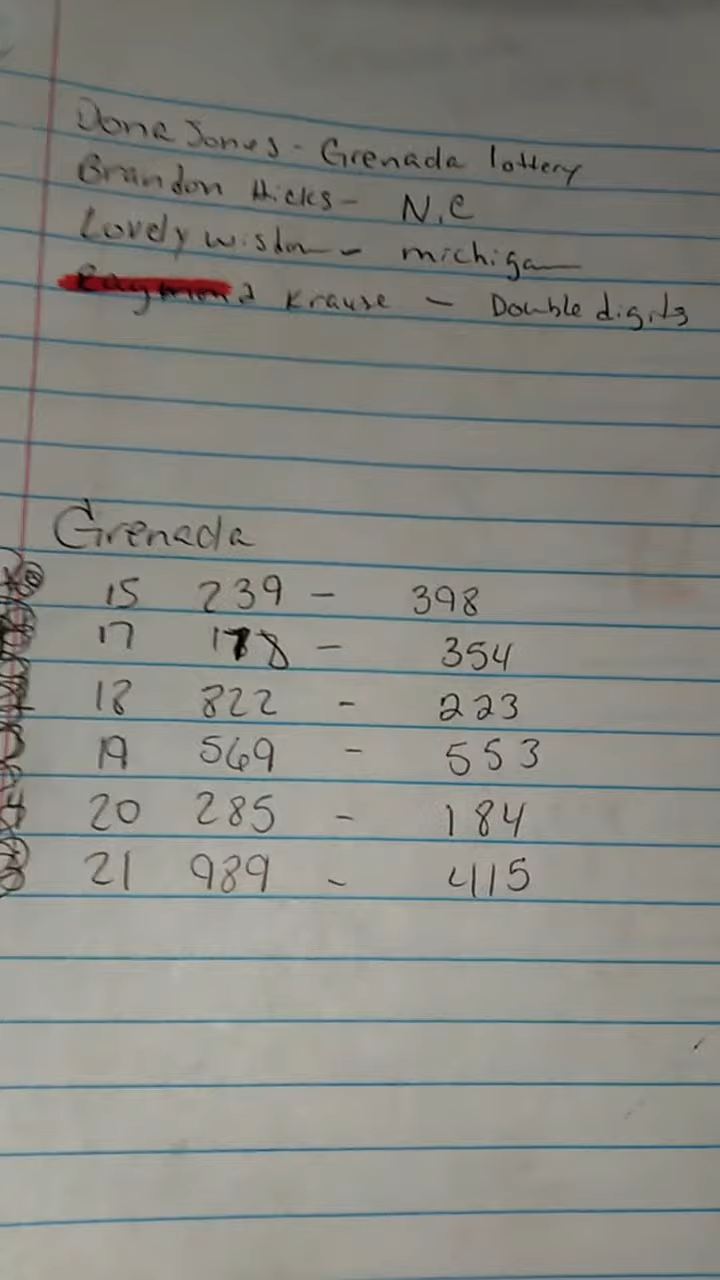 Dona Jones - Grenada lottery
Brandon Hicks - N.C
Lovely wisdom - michigan
Raymond Krause - Double digits
Grenada
15 239 - 398
17 178 - 354
18 822 - 223
19 569 - 553
20 285 - 184
21 989 - 415